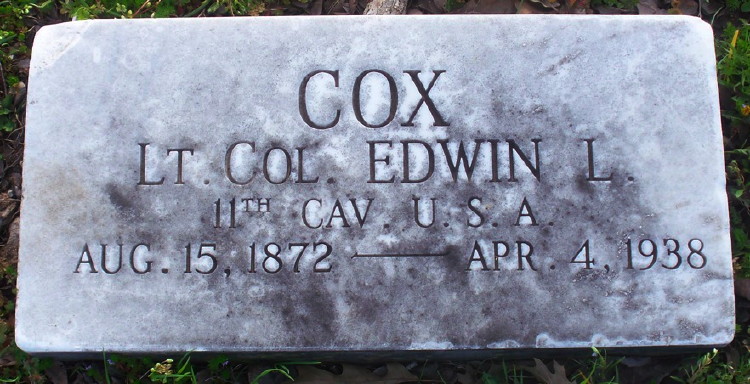 COX
LT. COL. EDWIN L.
11TH CAV. U.S.A.
AUG. 15, 1872 — APR. 4, 1938